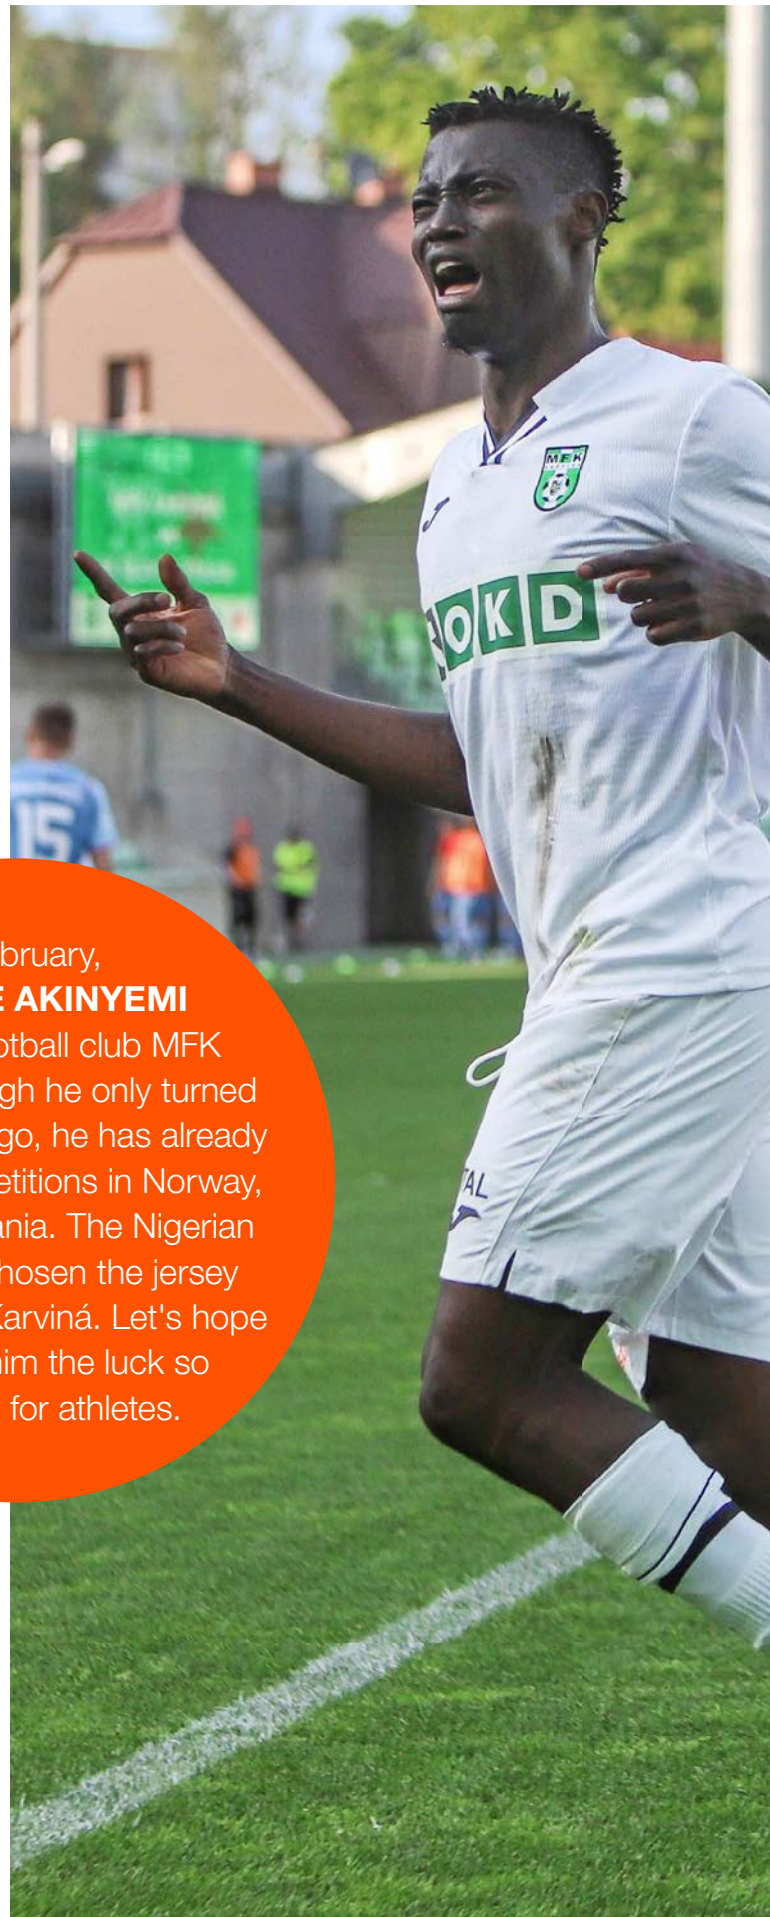 MFK
OKD
15
bruary,
E AKINYEMI
otball club MFK
gh he only turned
go, he has already
etitions in Norway,
ania. The Nigerian
hosen the jersey
Karviná. Let's hope
him the luck so
for athletes.
TAL